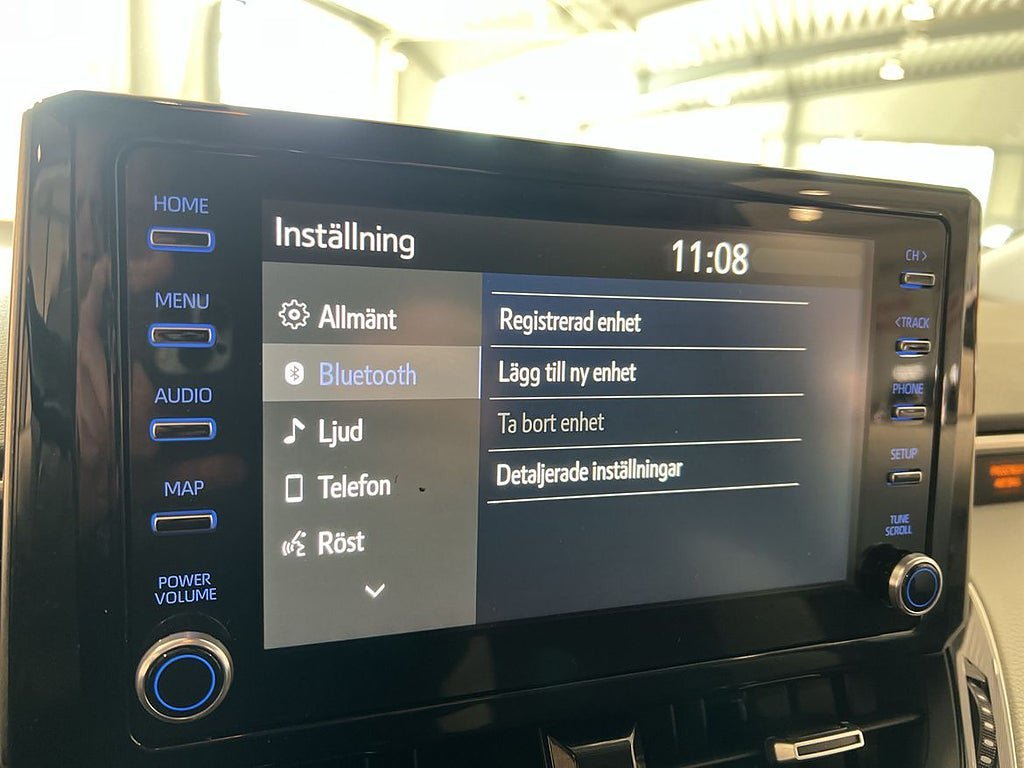 HOME
MENU
AUDIO
MAP
POWER
VOLUME
Inställning
11:08
Allmänt
Bluetooth
Ljud
Telefon
Röst
Registrerad enhet
Lägg till ny enhet
Ta bort enhet
Detaljerade inställningar
CH >
< TRACK
PHONE
SETUP
TUNE
SCROLL